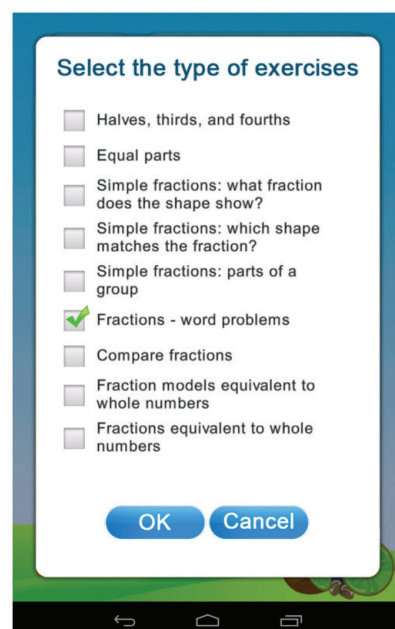 Select the type of exercises
Halves, thirds, and fourths
Equal parts
Simple fractions: what fraction
does the shape show?
Simple fractions: which shape
matches the fraction?
Simple fractions: parts of a
group
Fractions - word problems
Compare fractions
Fraction models equivalent to
whole numbers
Fractions equivalent to whole
numbers
OK
Cancel